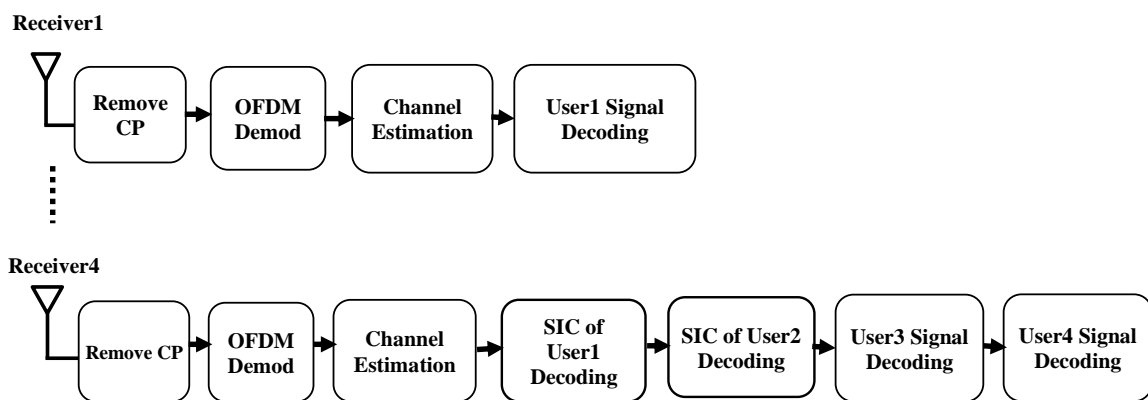 Receiver1
Remove
CP
OFDM
Demod
Channel
Estimation
User1 Signal
Decoding
Receiver4
Remove CP
OFDM
Demod
Channel
Estimation
SIC of
User1
Decoding
SIC of User2
Decoding
User3 Signal
Decoding
User4 Signal
Decoding